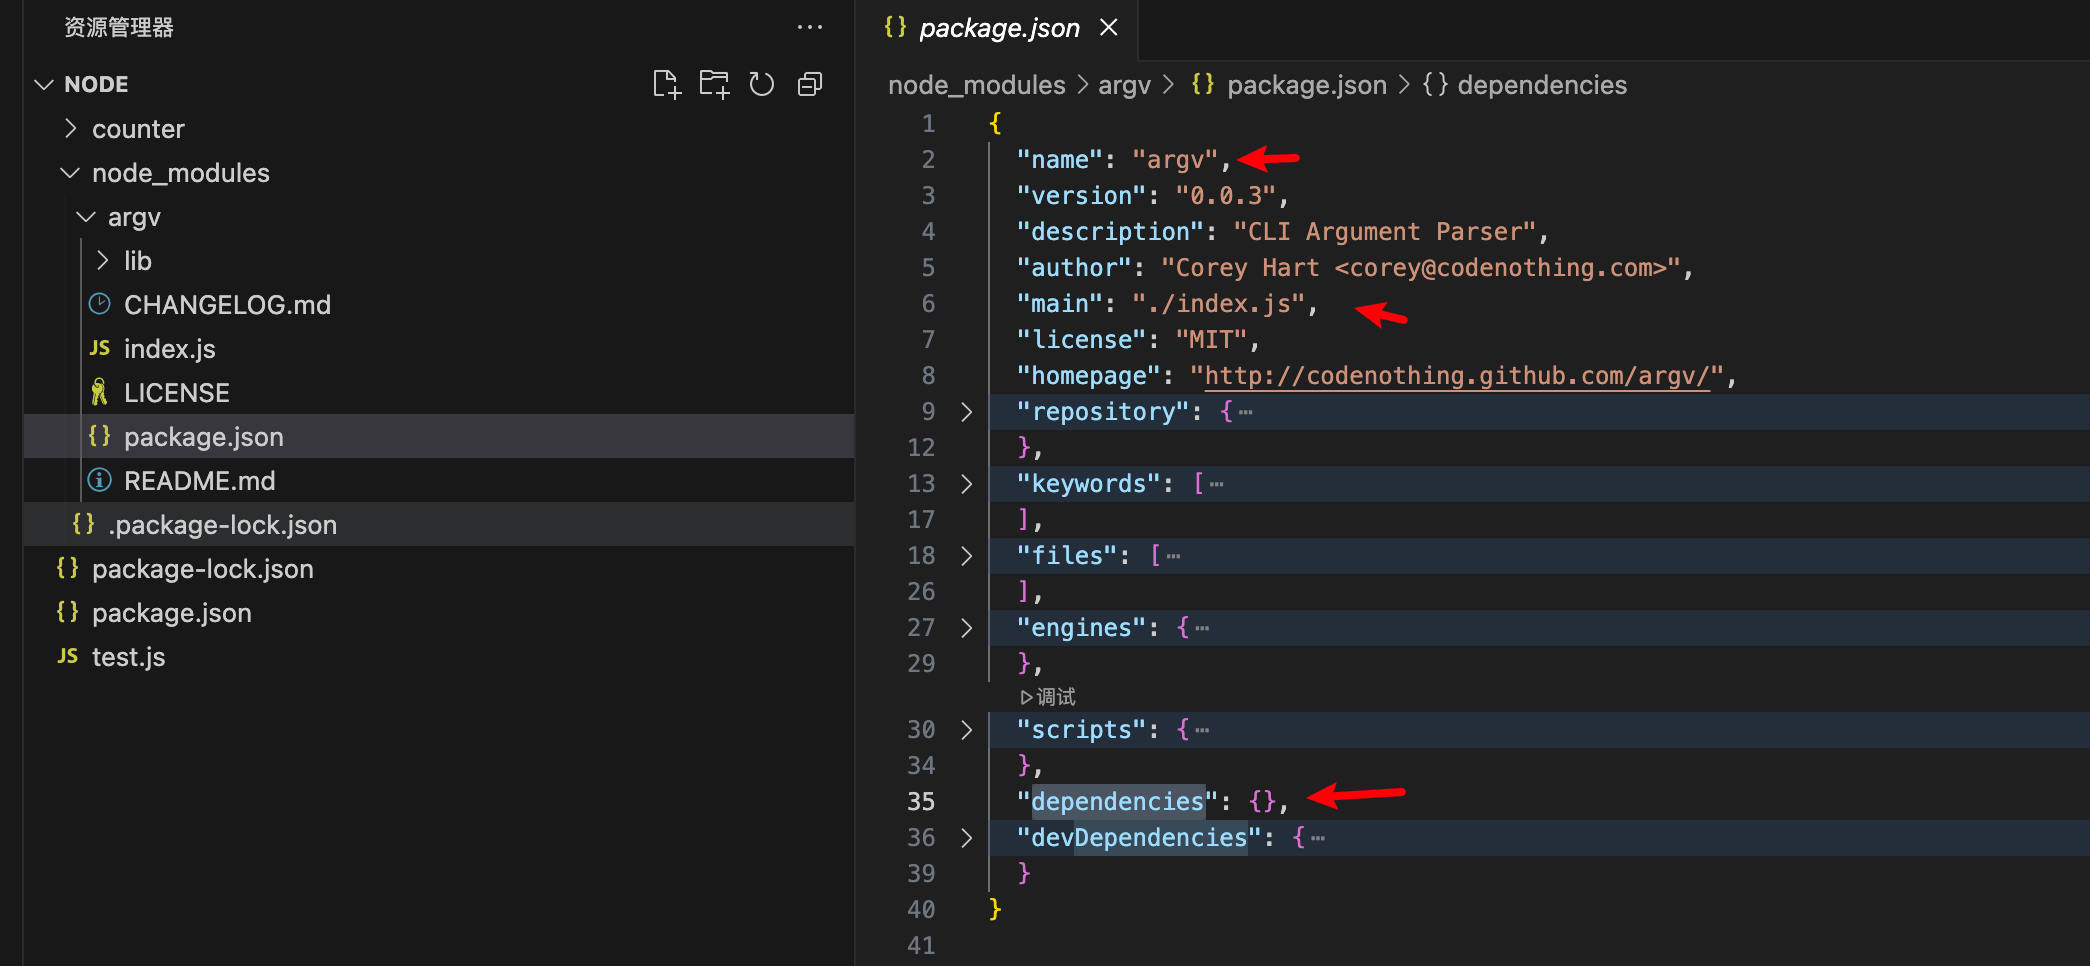 资源管理器
NODE
counter
node_modules
argv
lib
CHANGELOG.md
JS index.js
LICENSE
{} package.json
README.md
{} .package-lock.json
{} package-lock.json
{} package.json
JS test.js
{} package.json
node_modules > argv > {} package.json > {} dependencies
1 {
2 "name": "argv",
3 "version": "0.0.3",
4 "description": "CLI Argument Parser",
5 "author": "Corey Hart <corey@codenothing.com>",
6 "main": "./index.js",
7 "license": "MIT",
8 "homepage": "http://codenothing.github.com/argv/",
9 "repository": {⋯
12 },
13 "keywords": [⋯
17 ],
18 "files": [⋯
26 ],
27 "engines": {⋯
29 },
调试
30 "scripts": {⋯
34 },
35 "dependencies": {},
36 "devDependencies": {⋯
39 }
40 }
41